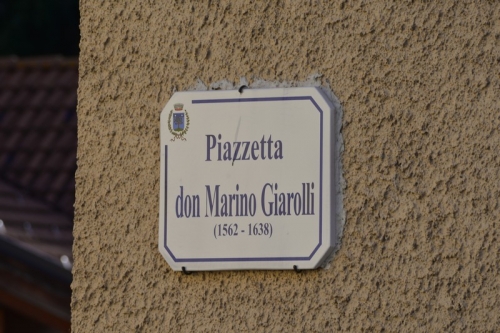 Piazzetta
don Marino Giarolli
(1562 - 1638)